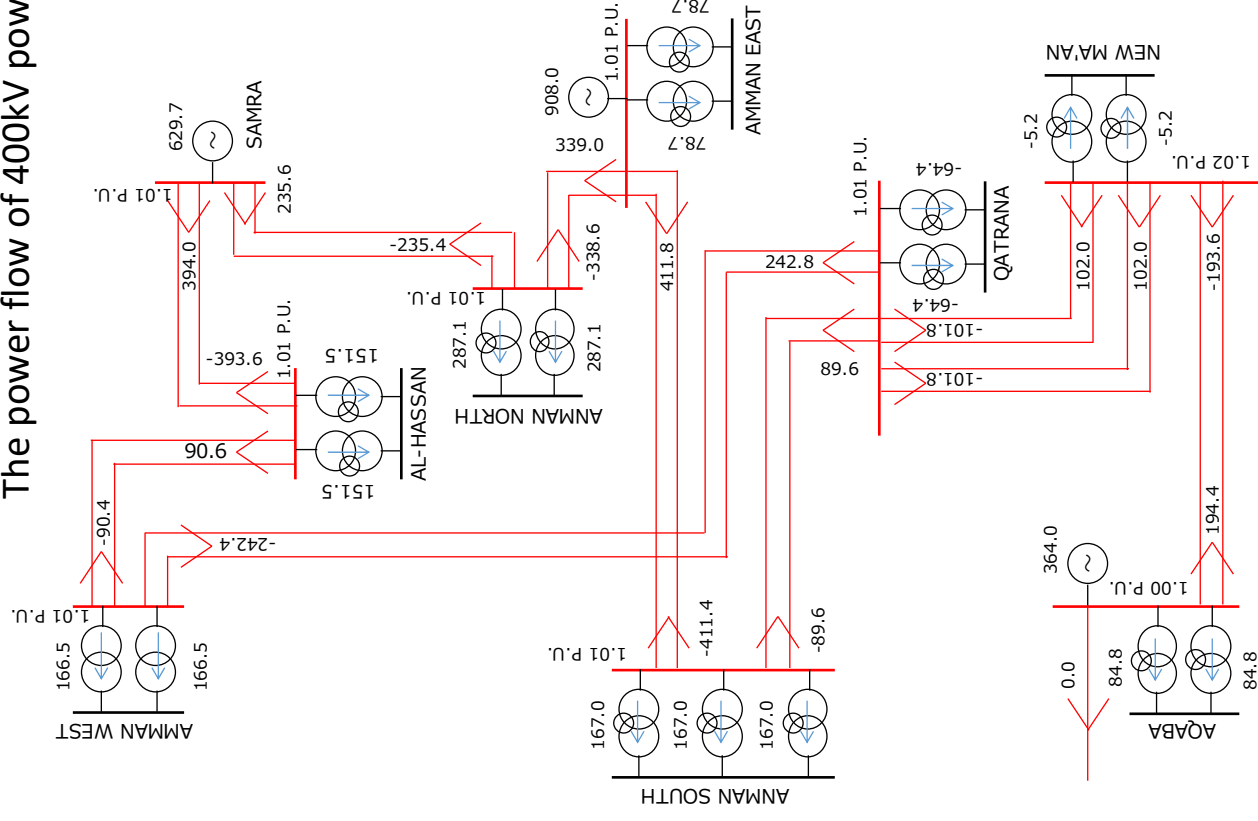 The power flow of 400kV pow
629.7
SAMRA
1.01 P.U.
235.6
394.0
-235.4
-393.6
1.01 P.U.
151.5
151.5
AL-HASSAN
90.6
-90.4
-242.4
1.01 P.U.
166.5
166.5
AMMAN WEST
1.01 P.U.
287.1
287.1
ANMAN NORTH
-338.6
339.0
908.0
1.01 P.U.
78.7
78.7
AMMAN EAST
411.8
-411.4
242.8
1.01 P.U.
-64.4
-64.4
QATRANA
89.6
-101.8
-101.8
-89.6
1.01 P.U.
167.0
167.0
167.0
ANMAN SOUTH
NEW MA'AN
-5.2
-5.2
1.02 P.U.
102.0
102.0
-193.6
194.4
364.0
1.00 P.U.
0.0
84.8
84.8
AQABA